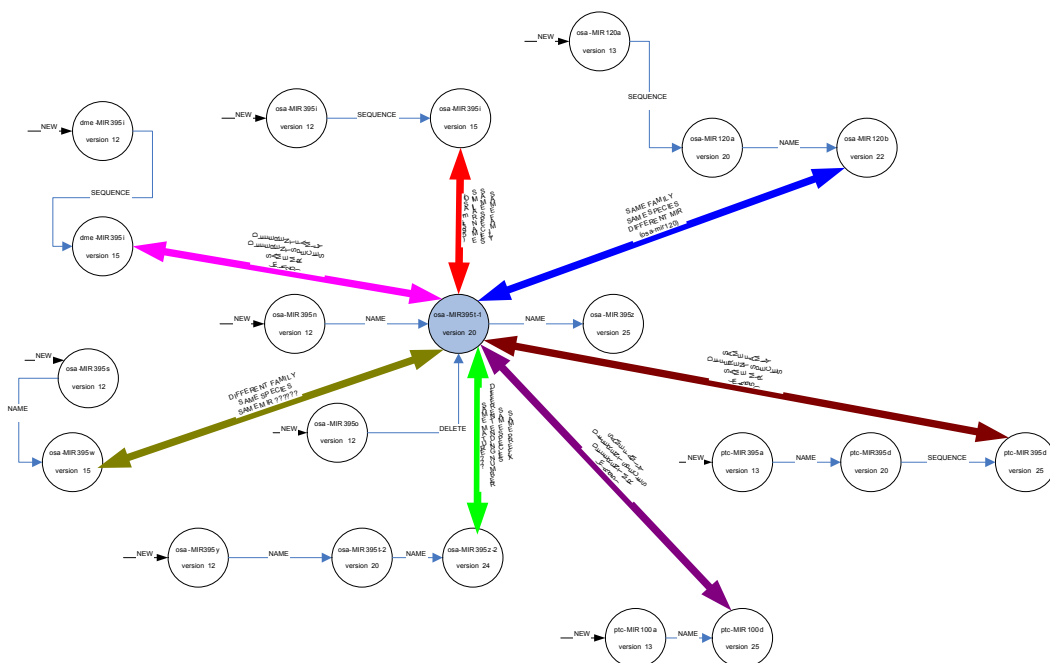 NEW
osa-MIR120a
version 13
SEQUENCE
osa-MIR120a
version 20
NAME
osa-MIR120b
version 22
NEW
osa-MIR395i
version 12
SEQUENCE
osa-MIR395i
version 15
NEW
dme-MIR395i
version 12
SEQUENCE
dme-MIR395i
version 15
SAME FAMILY
SAME SPECIES
DIFFERENT MIR
(osa-mir120)
NEW
osa-MIR395n
version 12
NAME
osa-MIR395t-1
version 20
NAME
osa-MIR395z
version 25
NEW
osa-MIR395s
version 12
NAME
osa-MIR395w
version 15
DIFFERENT FAMILY
SAME SPECIES
SAME MIR ??????
NEW
osa-MIR395o
version 12
DELETE
NEW
ptc-MIR395a
version 13
NAME
ptc-MIR395d
version 20
SEQUENCE
ptc-MIR395d
version 25
NEW
osa-MIR395y
version 12
NAME
osa-MIR395t-2
version 20
NAME
osa-MIR395z-2
version 24
NEW
ptc-MIR100a
version 13
NAME
ptc-MIR100d
version 25